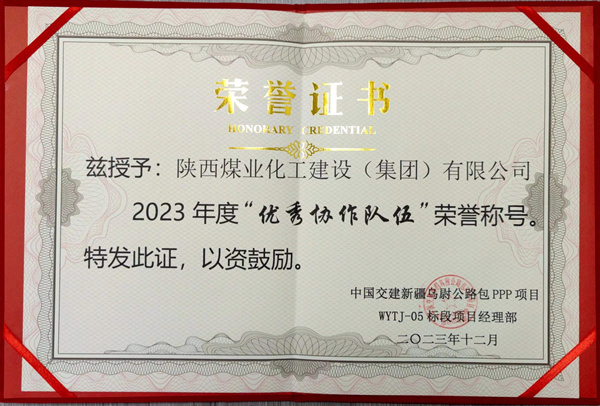 荣誉证书
HONORARY CREDENTIAL
兹授予：陕西煤业化工建设（集团）有限公司
2023年度“优秀协作队伍”荣誉称号。
特发此证，以资鼓励。
中国交建新疆乌尉公路包PPP项目
WYTJ-05标段项目经理部
二〇二三年十二月